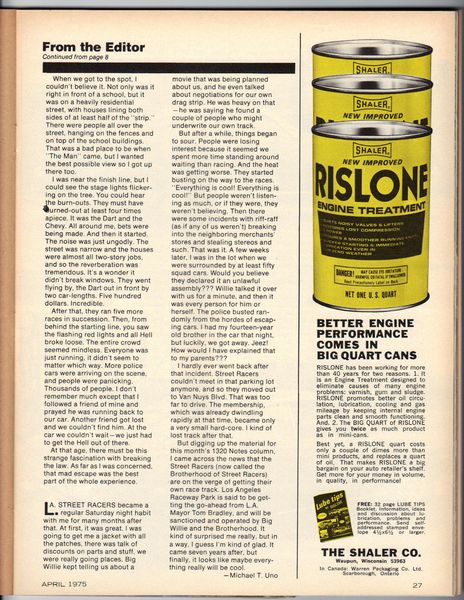 From the Editor
Continued from page 8
When we got to the spot, I
couldn't believe it. Not only was it
right in front of a school, but it
was on a heavily residential
street, with houses lining both
sides of at least half of the "strip."
There were people all over the
street, hanging on the fences and
on top of the school buildings.
That was a bad place to be when
"The Man" came, but I wanted
the best possible view so I got up
there too.
I was near the finish line, but I
could see the stage lights flicker-
ing on the tree. You could hear
the burn-outs. They must have
burned-out at least four times
apiece. It was the Dart and the
Chevy. All around me, bets were
being made. And then it started.
The noise was just ungodly. The
street was narrow and the houses
were almost all two-story jobs,
and so the reverberation was
tremendous. It's a wonder it
didn't break windows. They went
flying by, the Dart out in front by
two car-lengths. Five hundred
dollars. Incredible.
After that, they ran five more
races in succession. Then, from
behind the starting line, you saw
the flashing red lights and all Hell
broke loose. The entire crowd
seemed mindless. Everyone was
just running, it didn't seem to
matter which way. More police
cars were arriving on the scene,
and people were panicking.
Thousands of people. I don't
remember much except that I
followed a friend of mine and
prayed he was running back to
our car. Another friend got lost
and we couldn't find him. At the
car we couldn't wait—we just had
to get the Hell out of there.
At that age, there must be this
strange fascination with breaking
the law. As far as I was concerned,
that mad escape was the best
part of the whole experience.
L.A. STREET RACERS became a
regular Saturday night habit
with me for many months after
that. At first, it was great. I was
going to get me a jacket with all
the patches, there was talk of
discounts on parts and stuff, we
were really going places. Big
Willie kept telling us about a
movie that was being planned
about us, and he even talked
about negotiations for our own
drag strip. He was heavy on that
—he was saying he found a
couple of people who might
underwrite our own track.
But after a while, things began
to sour. People were losing
interest because it seemed we
spent more time standing around
waiting than racing. And the heat
was getting worse. They started
busting on the way to the races.
"Everything is cool! Everything is
cool!" But people weren't listen-
ing as much, or if they were, they
weren't believing. Then there
were some incidents with riff-raff
(as if any of us weren't) breaking
into the neighboring merchants'
stores and stealing stereos and
such. That was it. A few weeks
later, I was in the lot when we
were surrounded by at least fifty
squad cars. Would you believe
they declared it an unlawful
assembly??? Willie talked it over
with us for a minute, and then it
was every person for him or
herself. The police busted ran-
domly from the hordes of escap-
ing cars. I had my fourteen-year
old brother in the car that night,
but luckily, we got away. Jeez!
How would I have explained that
to my parents???
I hardly ever went back after
that incident. Street Racers
couldn't meet in that parking lot
anymore, and so they moved out
to Van Nuys Blvd. That was too
far to drive. The membership,
which was already dwindling
rapidly at that time, became only
a very small hard-core. I kind of
lost track after that.
But digging up the material for
this month's 1320 Notes column,
I came across the news that the
Street Racers (now called the
Brotherhood of Street Racers)
are on the verge of getting their
own race track. Los Angeles
Raceway Park is said to be get-
ting the go-ahead from L.A.
Mayor Tom Bradley, and will be
sanctioned and operated by Big
Willie and the Brotherhood. It
kind of surprised me really, but in
a way, I guess I'm kind of glad. It
came seven years after, but
finally, it looks like maybe every-
thing really will be cool.
—Michael T. Uno
SHALER
SHALER
NEW IMPROVED
SHALER
NEW IMPROVED
RISLONE
ENGINE TREATMENT
QUIETS NOISY VALVES & LIFTERS
LOST COMPRESSION
& SMOOTHER RUNNING
STARTING & IMMEDIATE
EVEN IN
WEATHER
DANGER!
MAY CAUSE EYE IRRITATION
HARMFUL OR FATAL IF SWALLOWED
Read Precautionary Label on Back
NET ONE U.S. QUART
BETTER ENGINE
PERFORMANCE
COMES IN
BIG QUART CANS
RISLONE has been working for more
than 40 years for two reasons. 1. It
is an Engine Treatment designed to
eliminate causes of many engine
problems: varnish, gum and sludge.
RISLONE promotes better oil circu-
lation, lubrication, cooling and gas
mileage by keeping internal engine
parts clean and smooth functioning.
And. 2. The BIG QUART of RISLONE
gives you twice as much product
as in mini-cans.
Best yet, a RISLONE quart costs
only a couple of dimes more than
mini products, and replaces a quart
of oil. That makes RISLONE a big
bargain on your auto retailer's shelf.
Get more for your money in volume,
in quality, in performance!
Lube tips
FREE: 32 page LUBE TIPS
Booklet. Information, ideas
and discussion about lu-
brication, problems and
performance. Send self-
addressed stamped enve-
lope 4½x6½ or larger.
THE SHALER CO.
Waupun, Wisconsin 53963
In Canada: Warren Packaging Co. Ltd.
Scarborough, Ontario
APRIL 1975
27